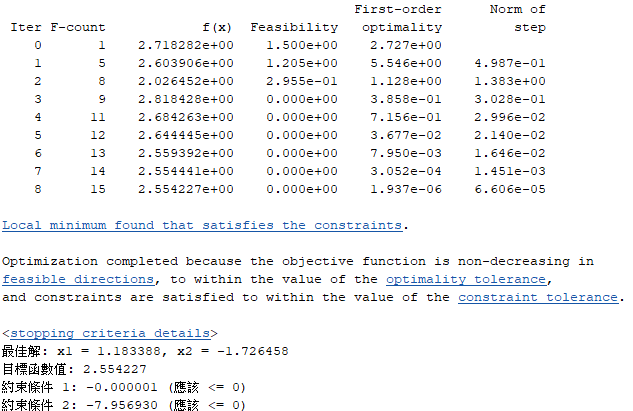 First-order Norm of
Iter F-count f(x) Feasibility optimality step
0 1 2.718282e+00 1.500e+00 2.727e+00
1 5 2.603906e+00 1.205e+00 5.546e+00 4.987e-01
2 8 2.026452e+00 2.955e-01 1.128e+00 1.383e+00
3 9 2.818428e+00 0.000e+00 3.858e-01 3.028e-01
4 11 2.684263e+00 0.000e+00 7.156e-01 2.996e-02
5 12 2.644445e+00 0.000e+00 3.677e-02 2.140e-02
6 13 2.559392e+00 0.000e+00 7.950e-03 1.646e-02
7 14 2.554441e+00 0.000e+00 3.052e-04 1.451e-03
8 15 2.554227e+00 0.000e+00 1.937e-06 6.606e-05
Local minimum found that satisfies the constraints.
Optimization completed because the objective function is non-decreasing in
feasible directions, to within the value of the optimality tolerance,
and constraints are satisfied to within the value of the constraint tolerance.
<stopping criteria details>
最佳解: x1 = 1.183388, x2 = -1.726458
目標函數值: 2.554227
約束條件 1: -0.000001 (應該 <= 0)
約束條件 2: -7.956930 (應該 <= 0)